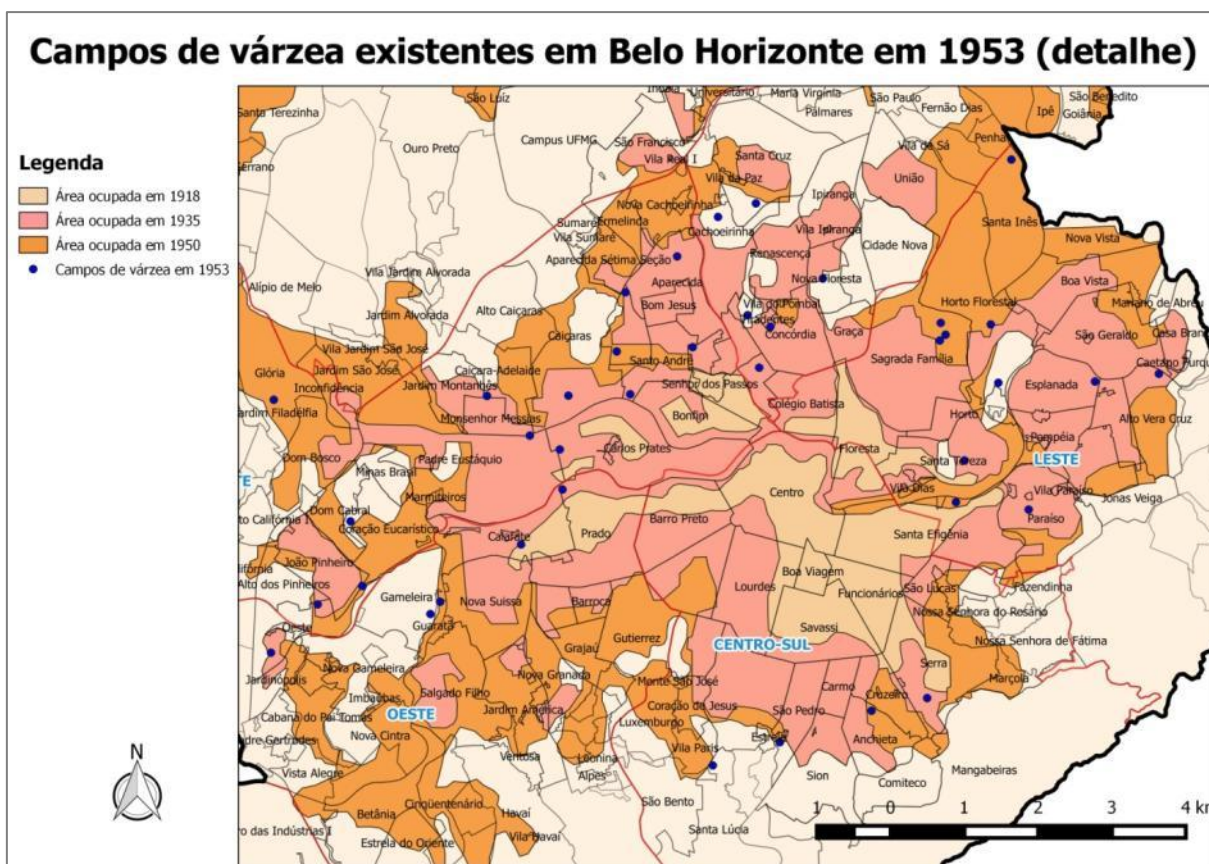 Campos de várzea existentes em Belo Horizonte em 1953 (detalhe)
Legenda
Área ocupada em 1918
Área ocupada em 1935
Área ocupada em 1950
Campos de várzea em 1953
Santa Terezinha
São Luíz
Universitário
Maria Virgínia
Palmares
São Paulo
Fernão Dias
Ipê
São Benedito
Goiânia
Campus UFMG
Ouro Preto
São Francisco
Vila Real I
Santa Cruz
Vila da Paz
Vila de Sá
Penha
União
Ipiranga
Nova Cachoeirinha
Ermelinda
Sumaré
Vila Sumaré
Cachoeirinha
Vila Ipiranga
Cidade Nova
Santa Inês
Nova Vista
Aparecida Sétima Seção
Renascença
Aparecida
Nova Floresta
Boa Vista
Vila Jardim Alvorada
Alípio de Melo
Alto Caiçaras
Bom Jesus
Vila do Pombal
Tiradentes
Concórdia
Graça
Horto Florestal
Mariano de Abreu
Jardim Alvorada
Caiçaras
São Geraldo
Casa Bran
Vila Jardim São José
Santo André
Sagrada Família
Glória
Jardim São José
Caiçara-Adelaide
Senhor dos Passos
Esplanada
Inconfidência
Jardim Montanhês
Jardim Filadélfia
Monsenhor Messias
Bonfim
Colégio Batista
Horto
Alto Vera Cruz
Carlos Prates
Floresta
Pompéia
Dom Bosco
Padre Eustáquio
Minas Brasil
Santa Tereza
LESTE
Marmiteiros
Centro
Vila Dias
Vila Paraíso
Jonas Veiga
Dom Cabral
Coração Eucarístico
Barro Preto
Paraíso
Calafate
Prado
Santa Efigênia
João Pinheiro
Alto dos Pinheiros
Boa Viagem
Lourdes
São Lucas
Fazendinha
Gameleira
Nova Suissa
Barroca
Funcionários
Nossa Senhora do Rosário
Guaratã
Oeste
Savassi
Gutierrez
CENTRO-SUL
Nossa Senhora de Fátima
Grajaú
Nova Gameleira
Nova Granada
Monte São José
Serra
Marçola
Jardinópolis
Imbaúbas
Salgado Filho
Carmo
Cruzeiro
Jardim América
Coração de Jesus
São Pedro
Cabana do Pai Tomás
OESTE
Luxemburgo
Nova Cintra
Estrela
Anchieta
Vila Paris
Ventosa
Leonina
Alpes
Vista Alegre
Sion
Comiteco
Mangabeiras
São Bento
Cinqüentenário
Betânia
Havaí
Santa Lúcia
Vila Havaí
Estrela do Oriente
N
1 0 1 2 3 4 km